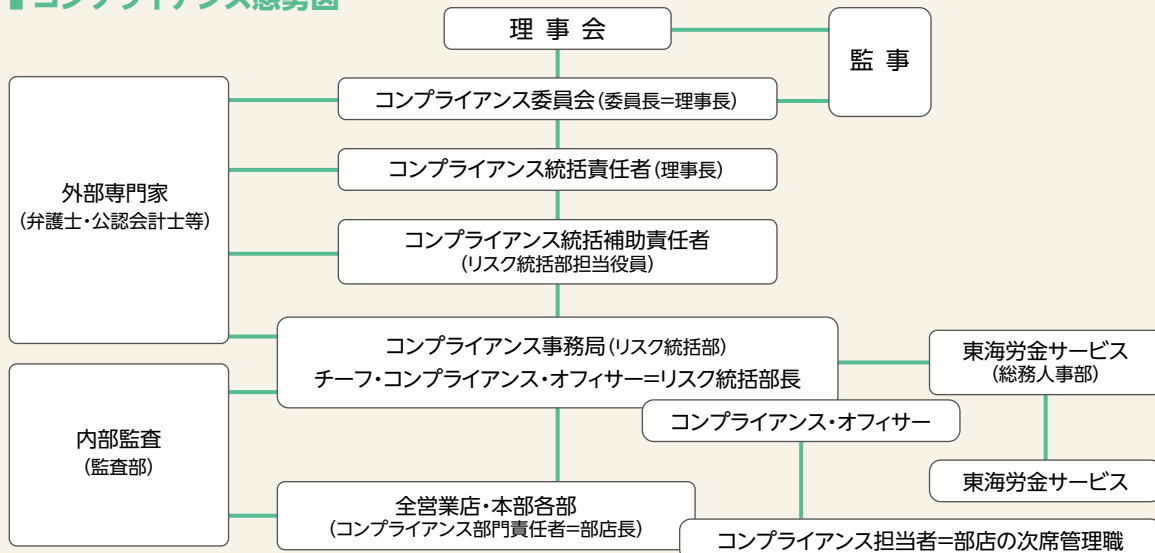 コンプライアンス態勢図
理事会
監事
コンプライアンス委員会(委員長=理事長)
コンプライアンス統括責任者(理事長)
外部専門家
(弁護士・公認会計士等)
コンプライアンス統括補助責任者
(リスク統括部担当役員)
コンプライアンス事務局(リスク統括部)
チーフ・コンプライアンス・オフィサー=リスク統括部長
東海労金サービス
(総務人事部)
コンプライアンス・オフィサー
内部監査
(監査部)
東海労金サービス
全営業店・本部各部
(コンプライアンス部門責任者=部店長)
コンプライアンス担当者=部店の次席管理職